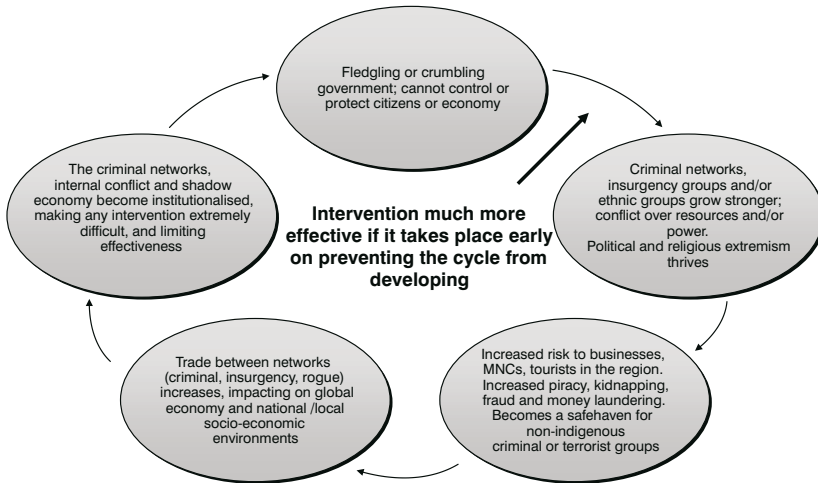 Fledgling or crumbling
government; cannot control or
protect citizens or economy
Criminal networks,
insurgency groups and/or
ethnic groups grow stronger;
conflict over resources and/or
power.
Political and religious extremism
thrives
Increased risk to businesses,
MNCs, tourists in the region.
Increased piracy, kidnapping,
fraud and money laundering.
Becomes a safehaven for
non-indigenous
criminal or terrorist groups
Trade between networks
(criminal, insurgency, rogue)
increases, impacting on global
economy and national /local
socio-economic
environments
The criminal networks,
internal conflict and shadow
economy become institutionalised,
making any intervention extremely
difficult, and limiting
effectiveness
Intervention much more
effective if it takes place early
on preventing the cycle from
developing